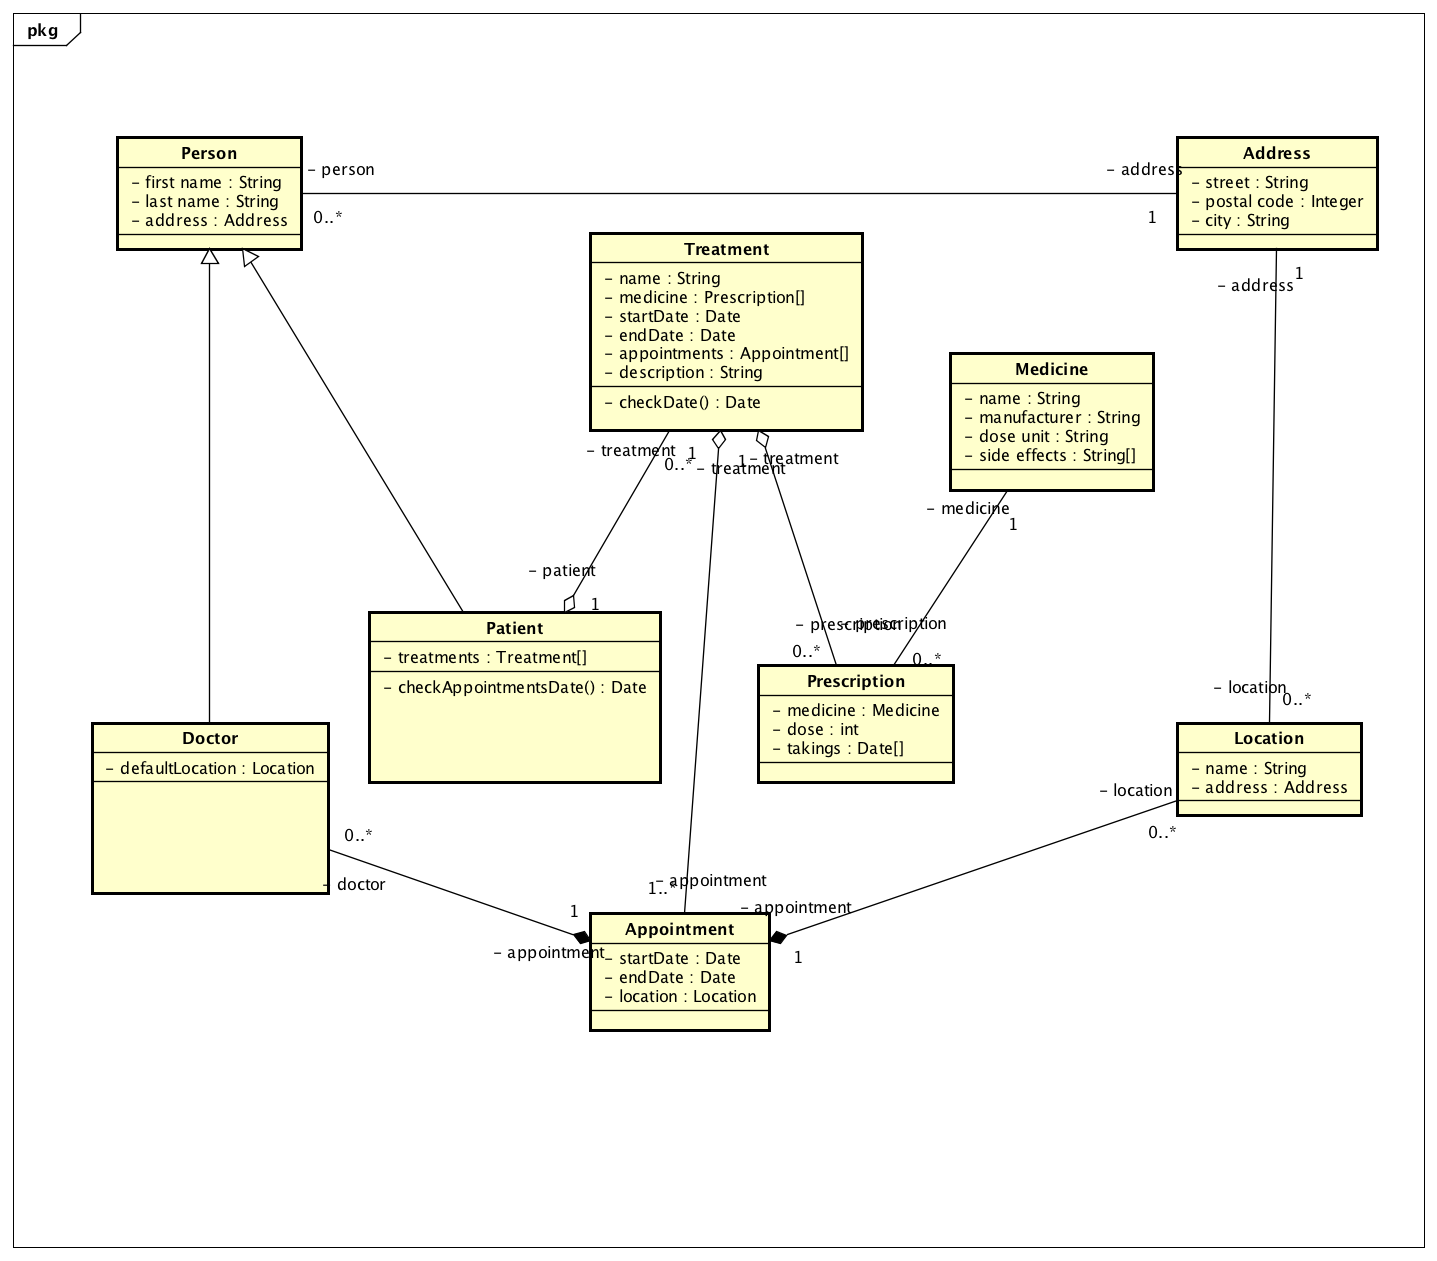 pkg
Person
- first name : String
- last name : String
- address : Address
- person
0..*
- address
1
Address
- street : String
- postal code : Integer
- city : String
1
- address
Treatment
- name : String
- medicine : Prescription[]
- startDate : Date
- endDate : Date
- appointments : Appointment[]
- description : String
- checkDate() : Date
- treatment
0..*
1
- treatment
1
- treatment
Medicine
- name : String
- manufacturer : String
- dose unit : String
- side effects : String[]
- medicine
1
- patient
1
Patient
- treatments : Treatment[]
- checkAppointmentsDate() : Date
- prescription
0..*
- prescription
0..*
Prescription
- medicine : Medicine
- dose : int
- takings : Date[]
- location
0..*
Location
- name : String
- address : Address
Doctor
- defaultLocation : Location
0..*
- doctor
- location
0..*
1
- appointment
1..*
- appointment
- appointment
1
Appointment
- startDate : Date
- endDate : Date
- location : Location